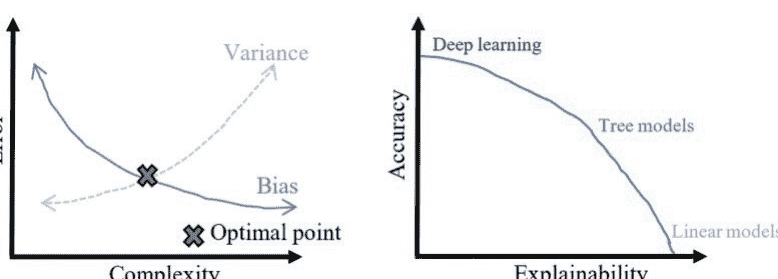 Variance
Bias
Optimal point
Complexity
Deep learning
Accuracy
Tree models
Linear models
Explainability